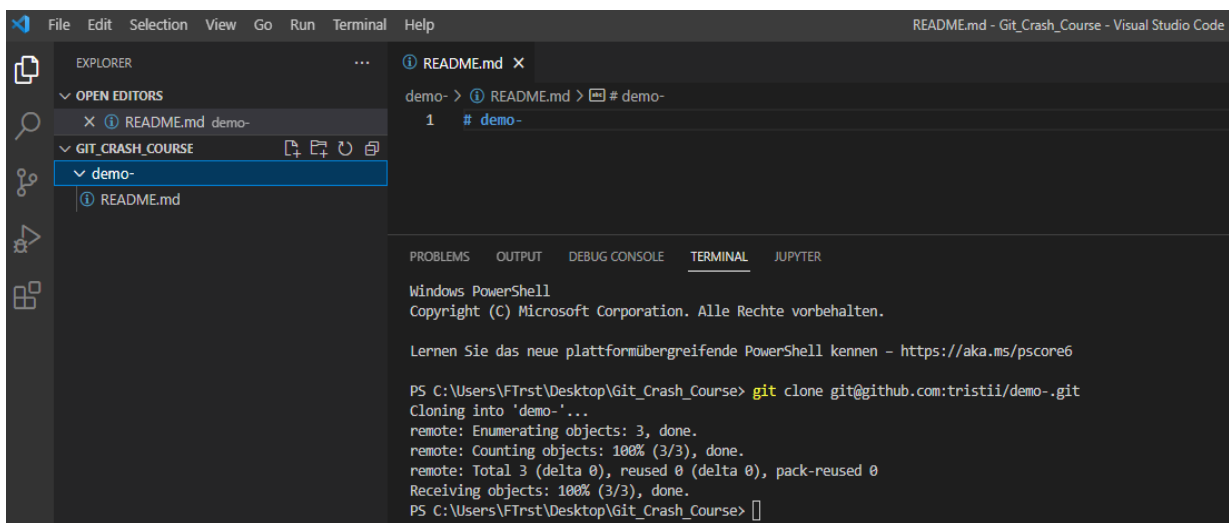 File Edit Selection View Go Run Terminal Help README.md - Git_Crash_Course - Visual Studio Code
EXPLORER
OPEN EDITORS
README.md demo-
GIT_CRASH_COURSE
demo-
README.md
README.md
demo- > README.md > # demo-
1 # demo-
PROBLEMS OUTPUT DEBUG CONSOLE TERMINAL JUPYTER
Windows PowerShell
Copyright (C) Microsoft Corporation. Alle Rechte vorbehalten.
Lernen Sie das neue plattformübergreifende PowerShell kennen – https://aka.ms/pscore6
PS C:\Users\FTrst\Desktop\Git_Crash_Course> git clone git@github.com:tristii/demo-.git
Cloning into 'demo-'...
remote: Enumerating objects: 3, done.
remote: Counting objects: 100% (3/3), done.
remote: Total 3 (delta 0), reused 0 (delta 0), pack-reused 0
Receiving objects: 100% (3/3), done.
PS C:\Users\FTrst\Desktop\Git_Crash_Course>